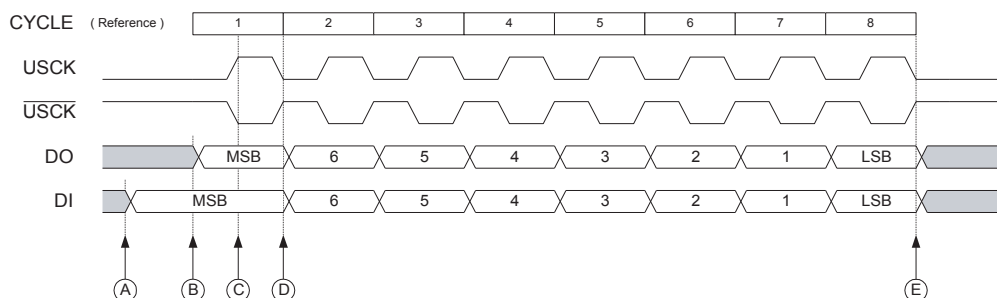 CYCLE ( Reference ) 1 2 3 4 5 6 7 8
USCK
USCK
DO MSB 6 5 4 3 2 1 LSB
DI MSB 6 5 4 3 2 1 LSB
A B C D E